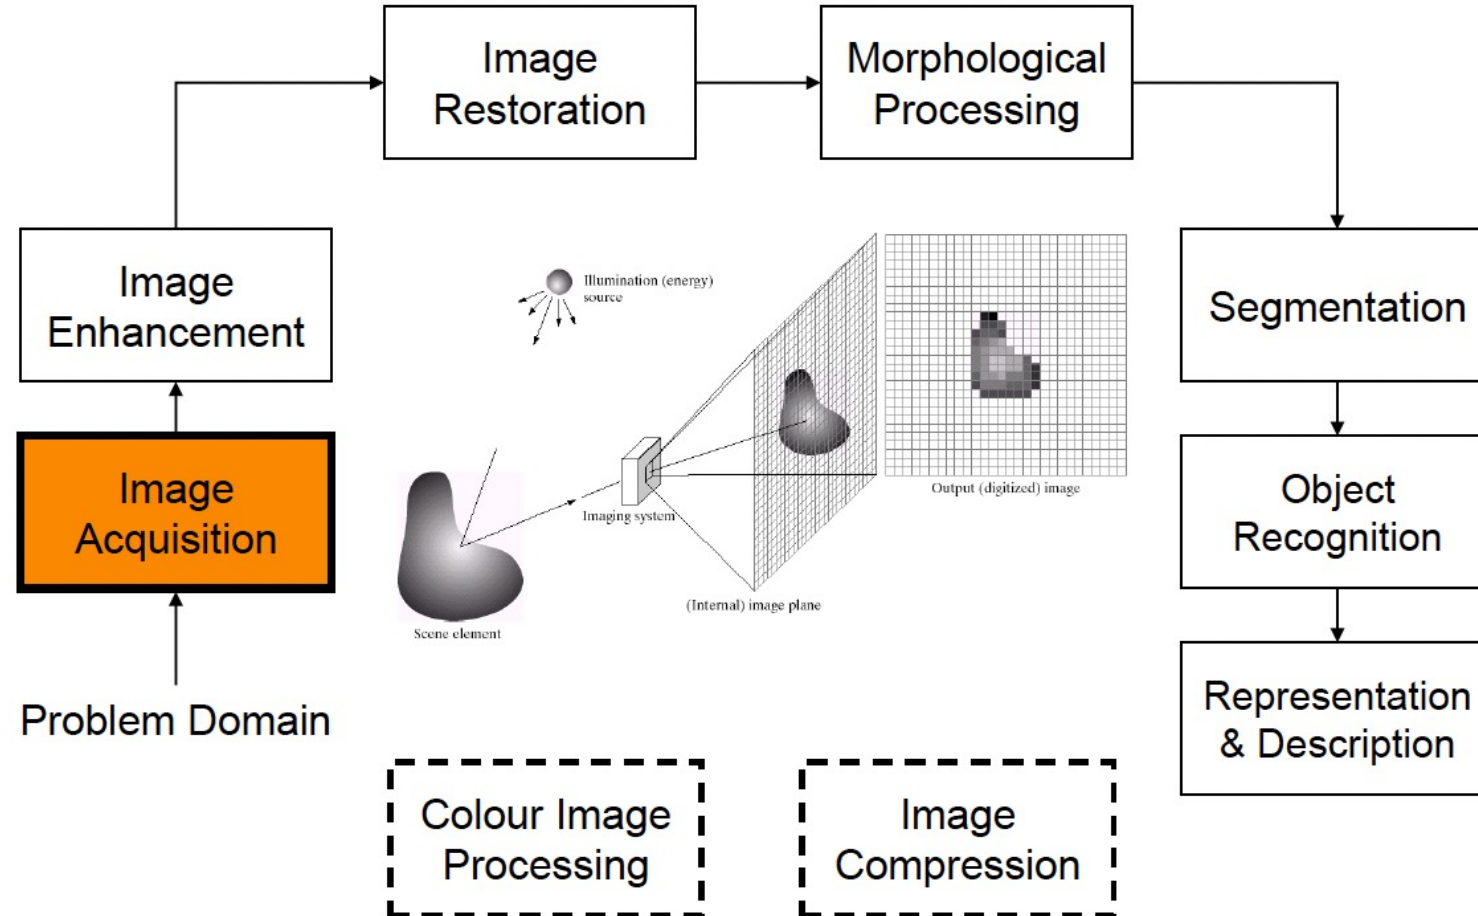 Image
Restoration
Morphological
Processing
Image
Enhancement
Illumination (energy)
source
Segmentation
Image
Acquisition
Imaging system
Output (digitized) image
Object
Recognition
(Internal) image plane
Scene element
Problem Domain
Representation
& Description
Colour Image
Processing
Image
Compression